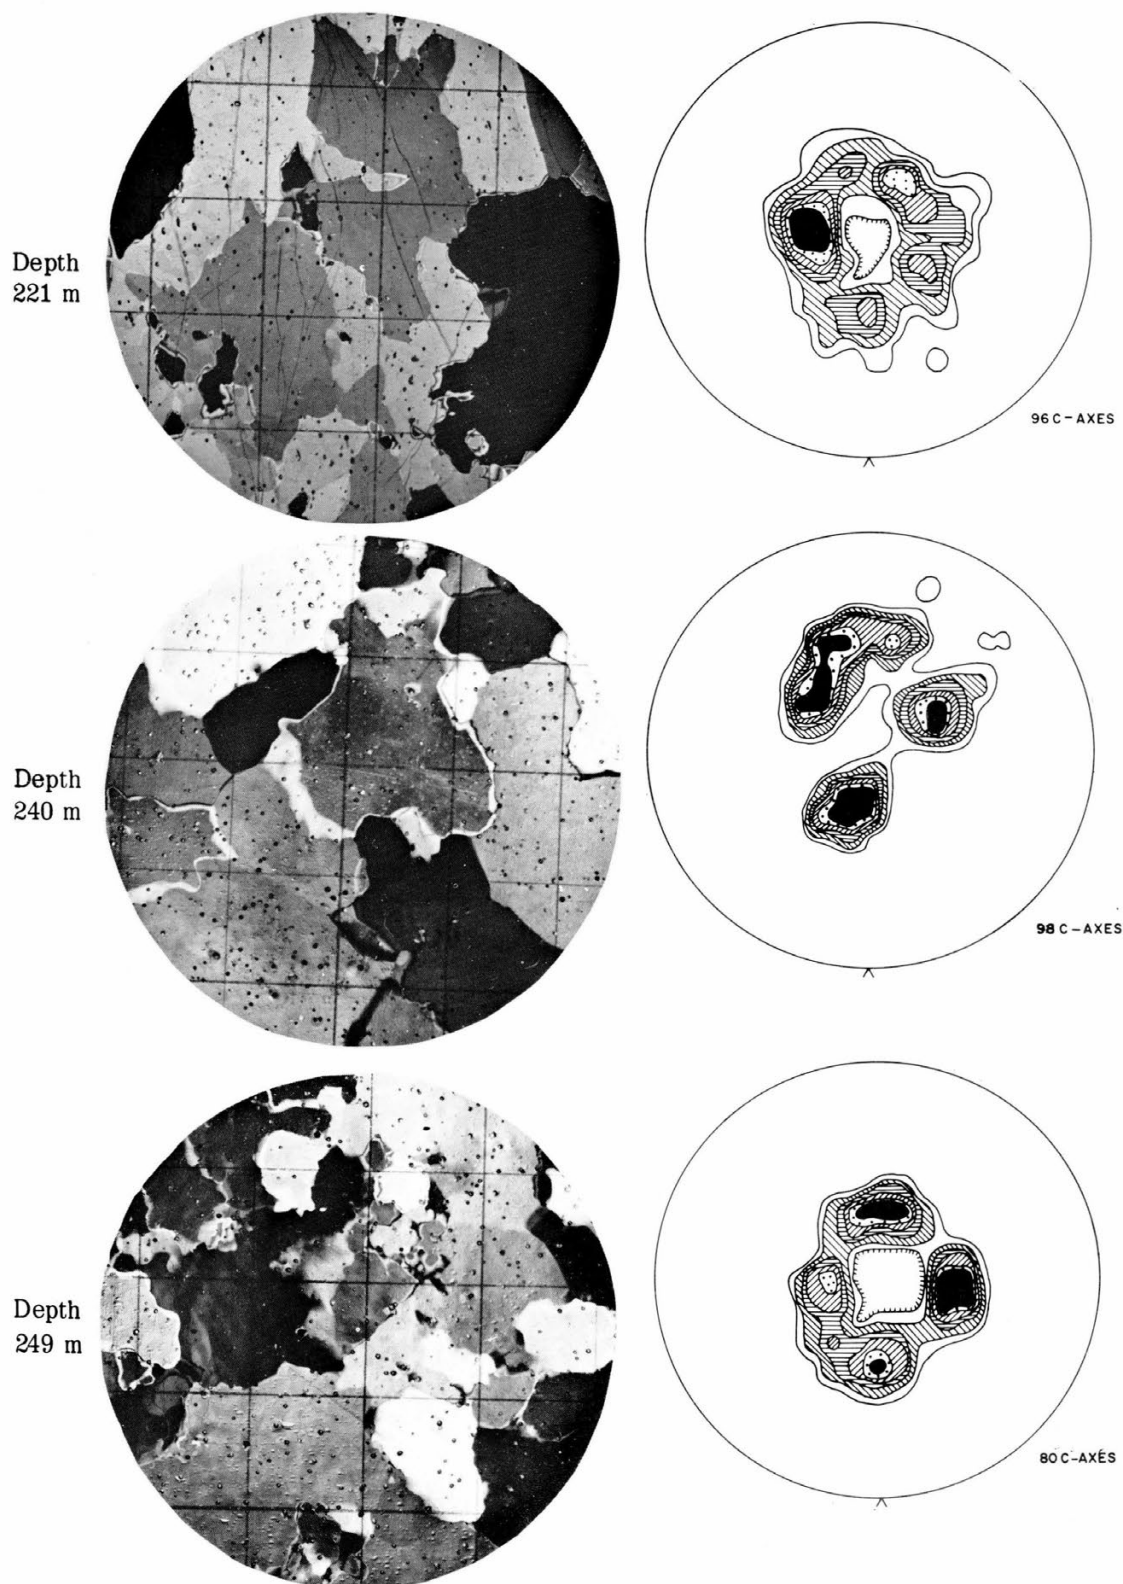 Depth
221 m
96 C-AXES
Depth
240 m
98 C-AXES
Depth
249 m
80 C-AXES